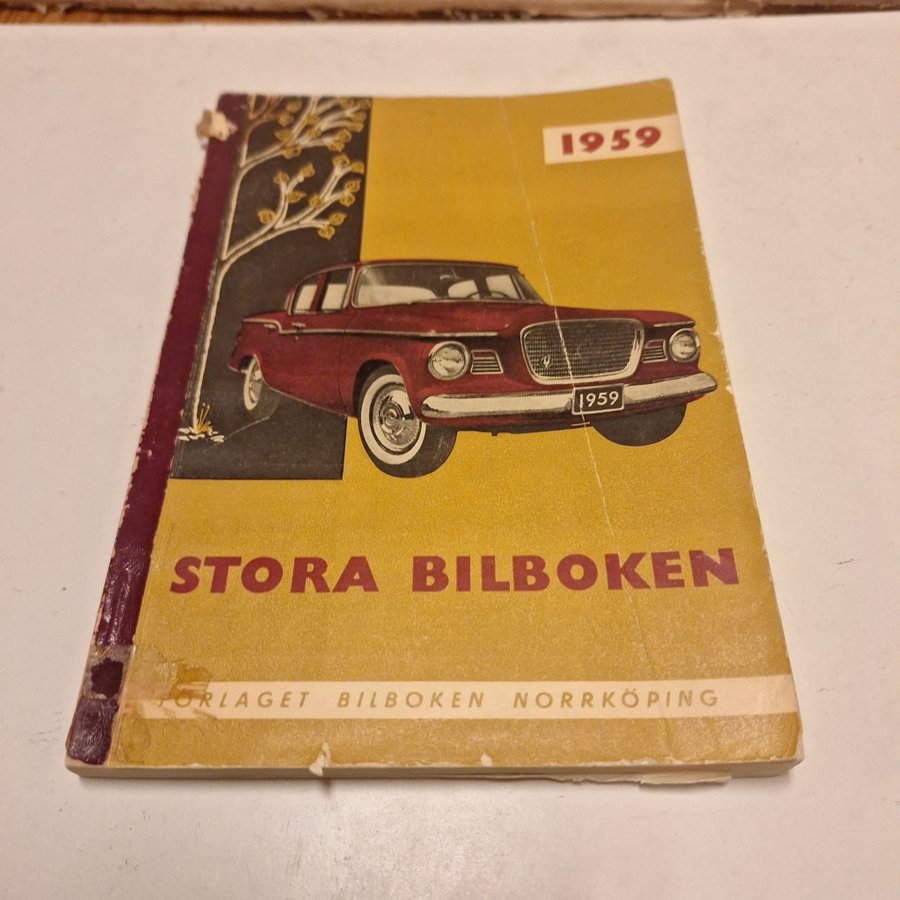 1959
1959
STORA BILBOKEN
FÖRLAGET BILBOKEN NORRKÖPING